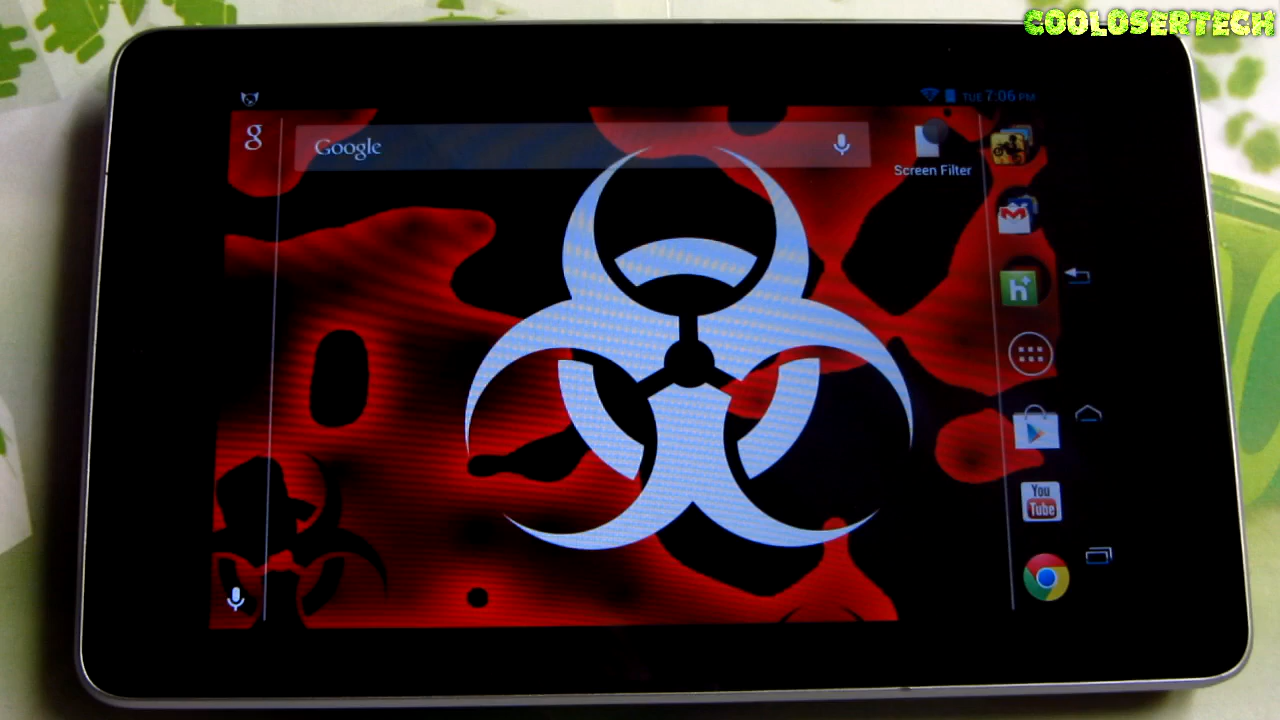 COOLOSERTECH
TUE 7:06 PM
g
Google
Screen Filter
M
h+
You
Tube